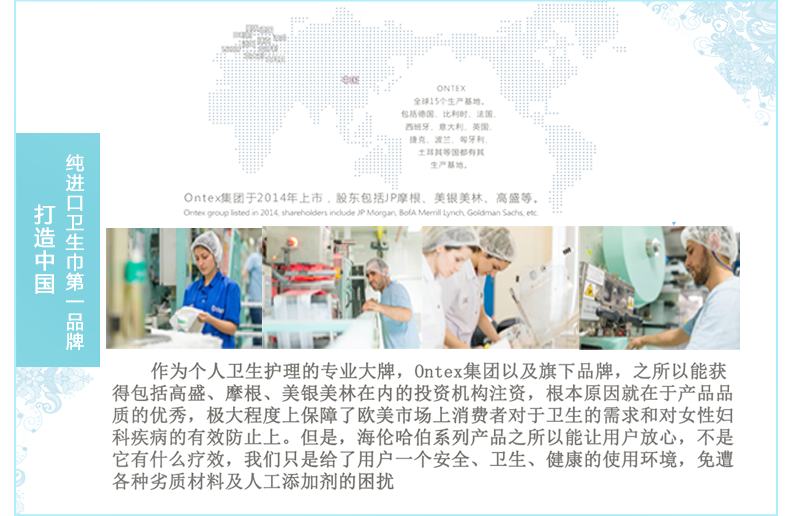 中国
ONTEX
全球15个生产基地。
包括德国、比利时、法国、
西班牙、意大利、英国、
捷克、波兰、匈牙利、
土耳其等国都有其
生产基地。
Ontex集团于2014年上市，股东包括JP摩根、美银美林、高盛等。
Ontex group listed in 2014, shareholders include JP Morgan, BofA Merrill Lynch, Goldman Sachs, etc.
纯进口卫生巾第一品牌
打造中国
作为个人卫生护理的专业大牌，Ontex集团以及旗下品牌，之所以能获
得包括高盛、摩根、美银美林在内的投资机构注资，根本原因就在于产品品
质的优秀，极大程度上保障了欧美市场上消费者对于卫生的需求和对女性妇
科疾病的有效防止上。但是，海伦哈伯系列产品之所以能让用户放心，不是
它有什么疗效，我们只是给了用户一个安全、卫生、健康的使用环境，免遭
各种劣质材料及人工添加剂的困扰